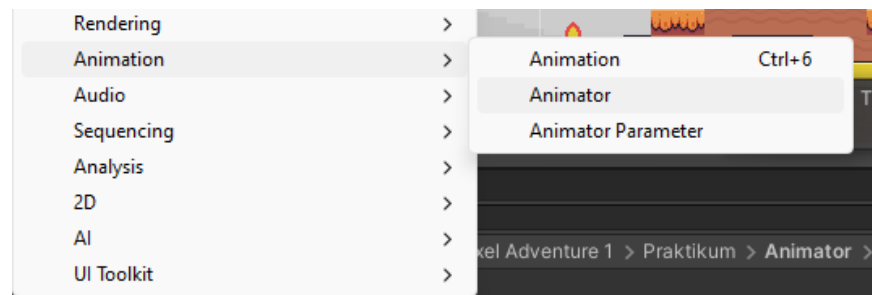 Rendering
Animation
Audio
Sequencing
Analysis
2D
AI
UI Toolkit
Animation Ctrl+6
Animator
Animator Parameter
Adventure 1 > Praktikum > Animator >